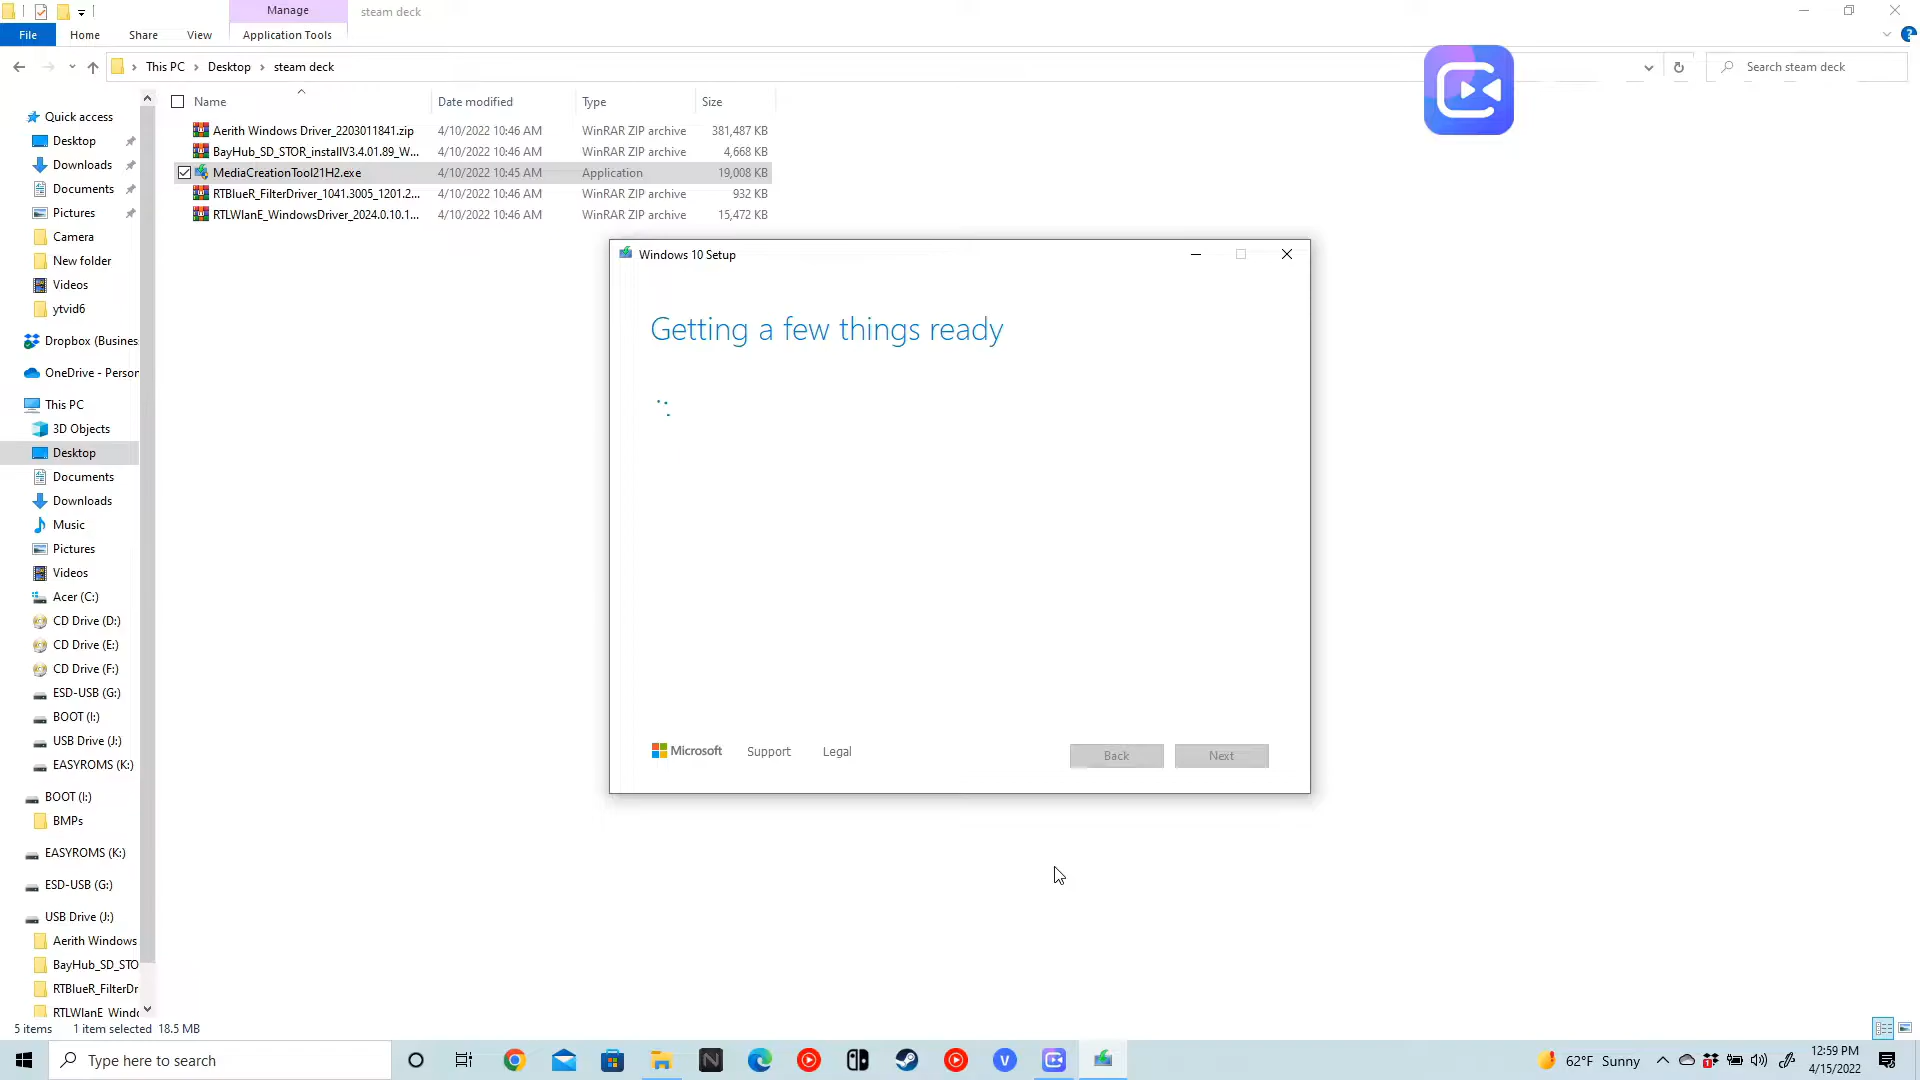 Manage
steam deck
File
Home
Share
View
Application Tools
This PC
Desktop
steam deck
Search steam deck
Name
Date modified
Type
Size
Aerith Windows Driver_2203011841.zip
4/10/2022 10:46 AM
WinRAR ZIP archive
381,487 KB
BayHub_SD_STOR_installV3.4.01.89_W...
4/10/2022 10:46 AM
WinRAR ZIP archive
4,668 KB
MediaCreationTool21H2.exe
4/10/2022 10:45 AM
Application
19,008 KB
RTBlueR_FilterDriver_1041.3005_1201.2...
4/10/2022 10:46 AM
WinRAR ZIP archive
932 KB
RTLWlanE_WindowsDriver_2024.0.10.1...
4/10/2022 10:46 AM
WinRAR ZIP archive
15,472 KB
Quick access
Desktop
Downloads
Documents
Pictures
Camera
New folder
Videos
ytvid6
Dropbox (Busines
OneDrive - Person
This PC
3D Objects
Desktop
Documents
Downloads
Music
Pictures
Videos
Acer (C:)
CD Drive (D:)
CD Drive (E:)
CD Drive (F:)
ESD-USB (G:)
BOOT (I:)
USB Drive (J:)
EASYROMS (K:)
BOOT (I:)
BMPs
EASYROMS (K:)
ESD-USB (G:)
USB Drive (J:)
Aerith Windows
BayHub_SD_STO
RTBlueR_FilterDr
RTLWlanE_Windo
Windows 10 Setup
Getting a few things ready
Microsoft
Support
Legal
Back
Next
5 items
1 item selected
18.5 MB
Type here to search
62°F Sunny
12:59 PM
4/15/2022